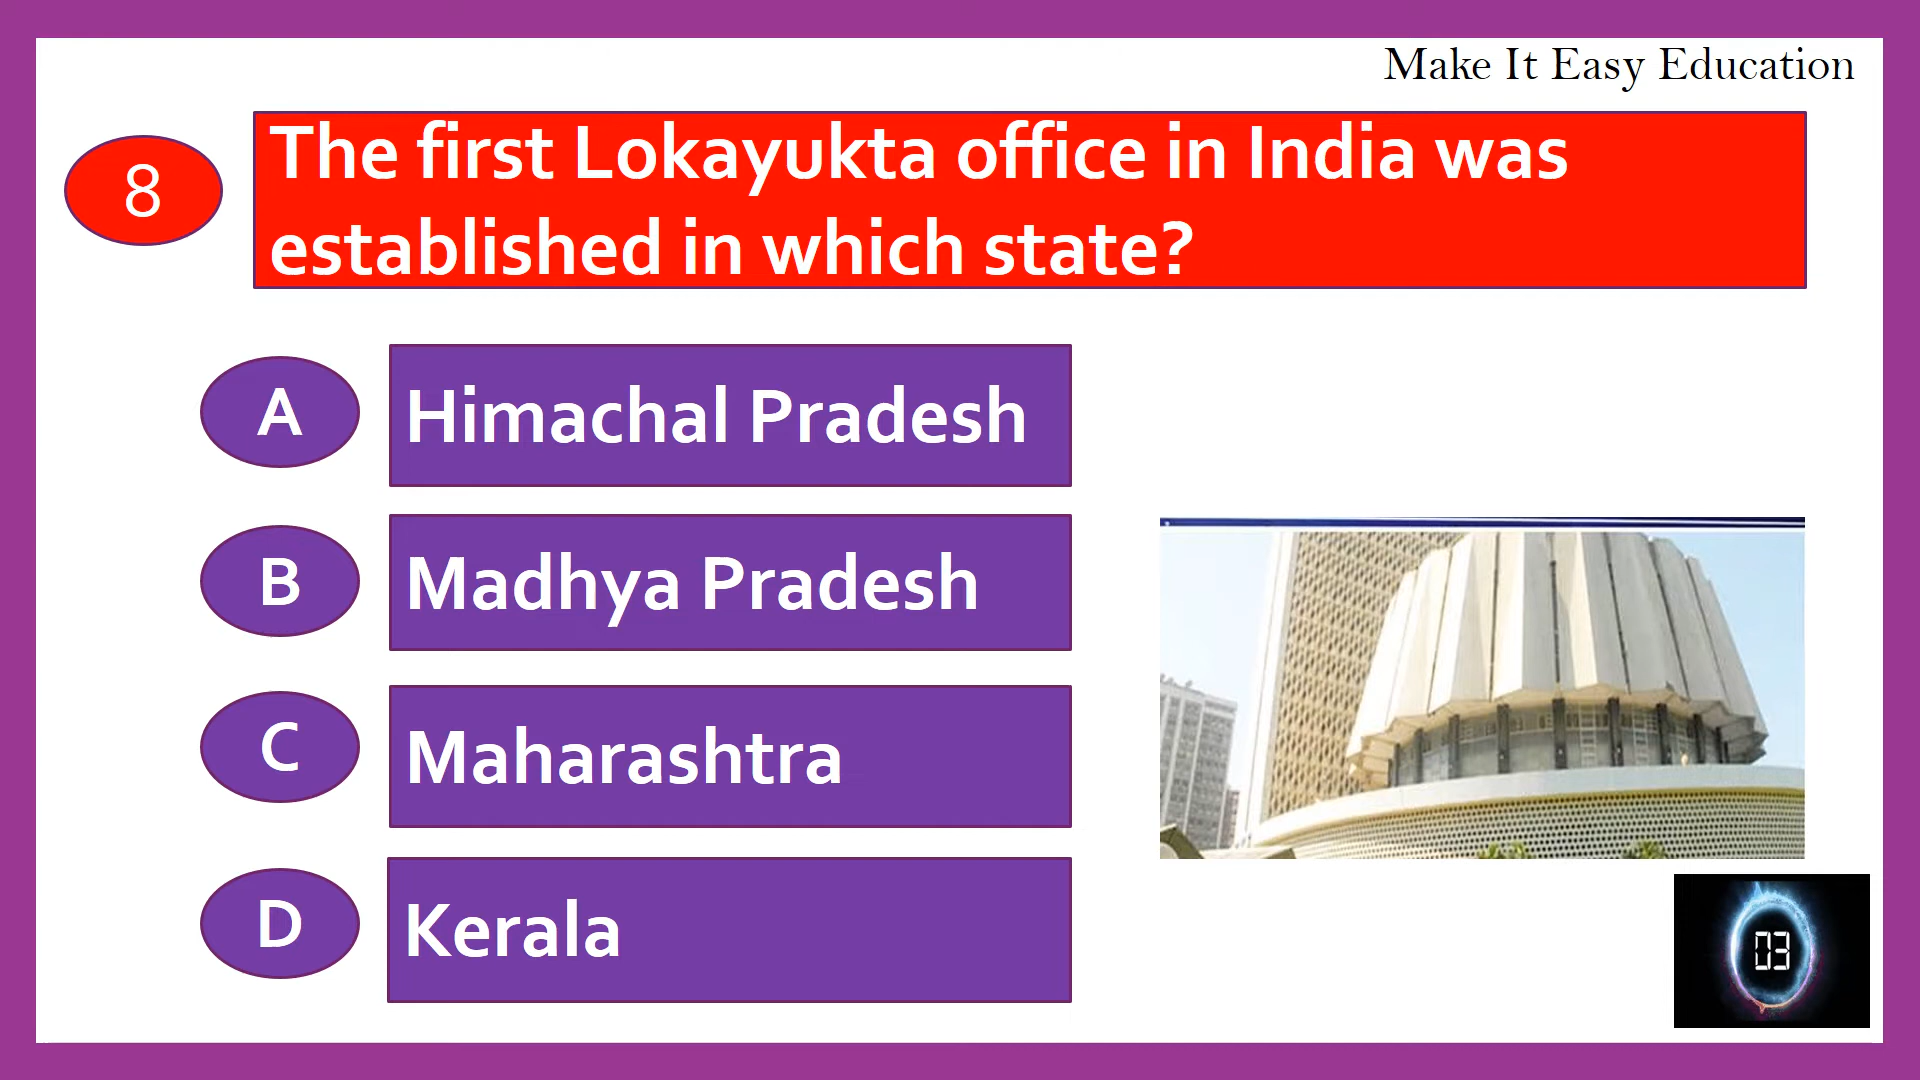 Make It Easy Education
8
The first Lokayukta office in India was
established in which state?
A
Himachal Pradesh
B
Madhya Pradesh
C
Maharashtra
D
Kerala
03